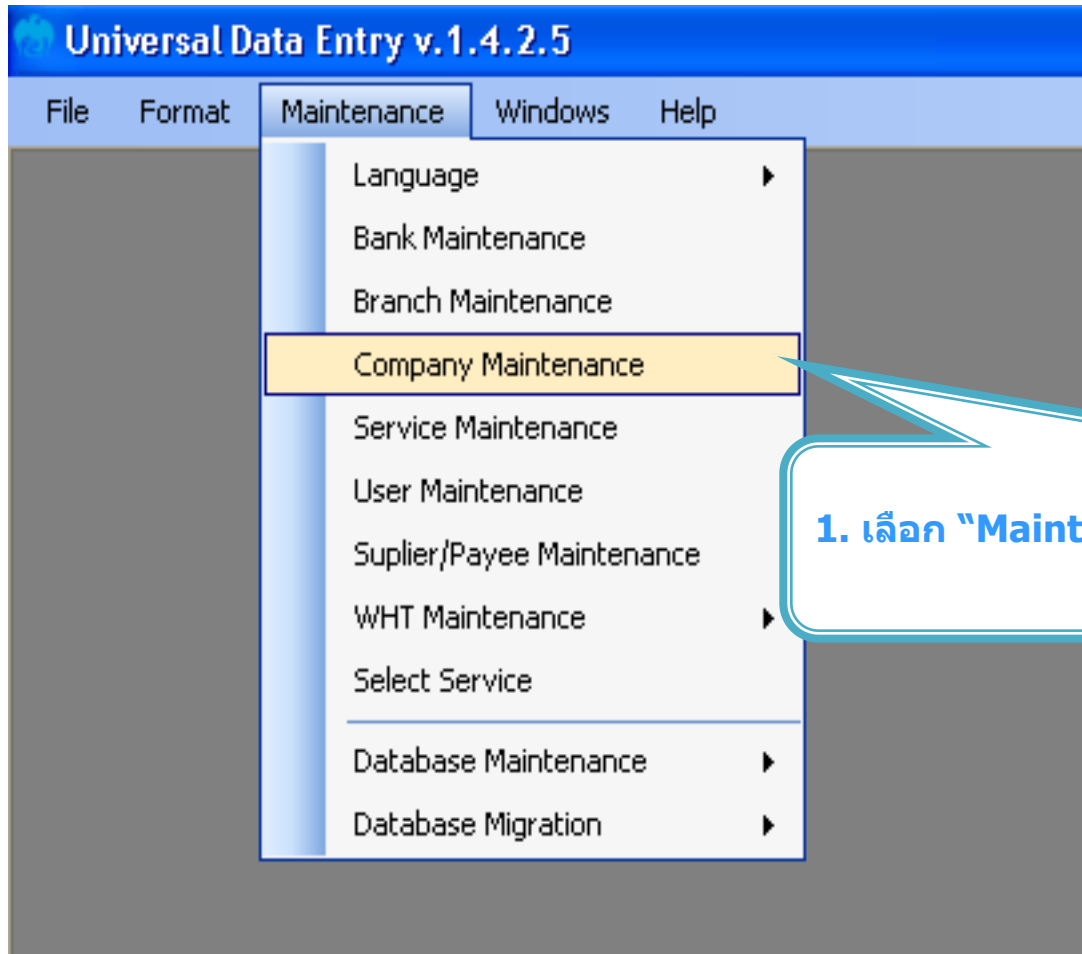 Universal Data Entry v.1.4.2.5
File Format Maintenance Windows Help
Language
Bank Maintenance
Branch Maintenance
Company Maintenance
Service Maintenance
User Maintenance
Suplier/Payee Maintenance
WHT Maintenance
Select Service
Database Maintenance
Database Migration
1. เลือก “Maint